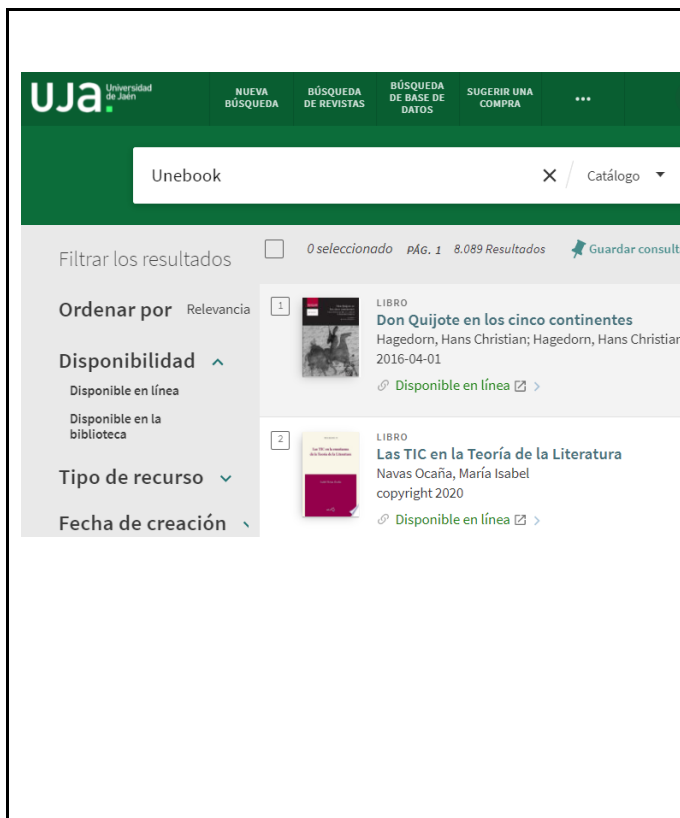 UJa. Universidad
de Jaén
NUEVA
BÚSQUEDA
BÚSQUEDA
DE REVISTAS
BÚSQUEDA
DE BASE DE
DATOS
SUGERIR UNA
COMPRA
...
Unebook
Catálogo
Filtrar los resultados
0 seleccionado PÁG. 1 8.089 Resultados Guardar consult
Ordenar por Relevancia
Disponibilidad
Disponible en línea
Disponible en la
biblioteca
Tipo de recurso
Fecha de creación
1
LIBRO
Don Quijote en los cinco continentes
Hagedorn, Hans Christian; Hagedorn, Hans Christian
2016-04-01
Disponible en línea
2
LIBRO
Las TIC en la Teoría de la Literatura
Navas Ocaña, María Isabel
copyright 2020
Disponible en línea